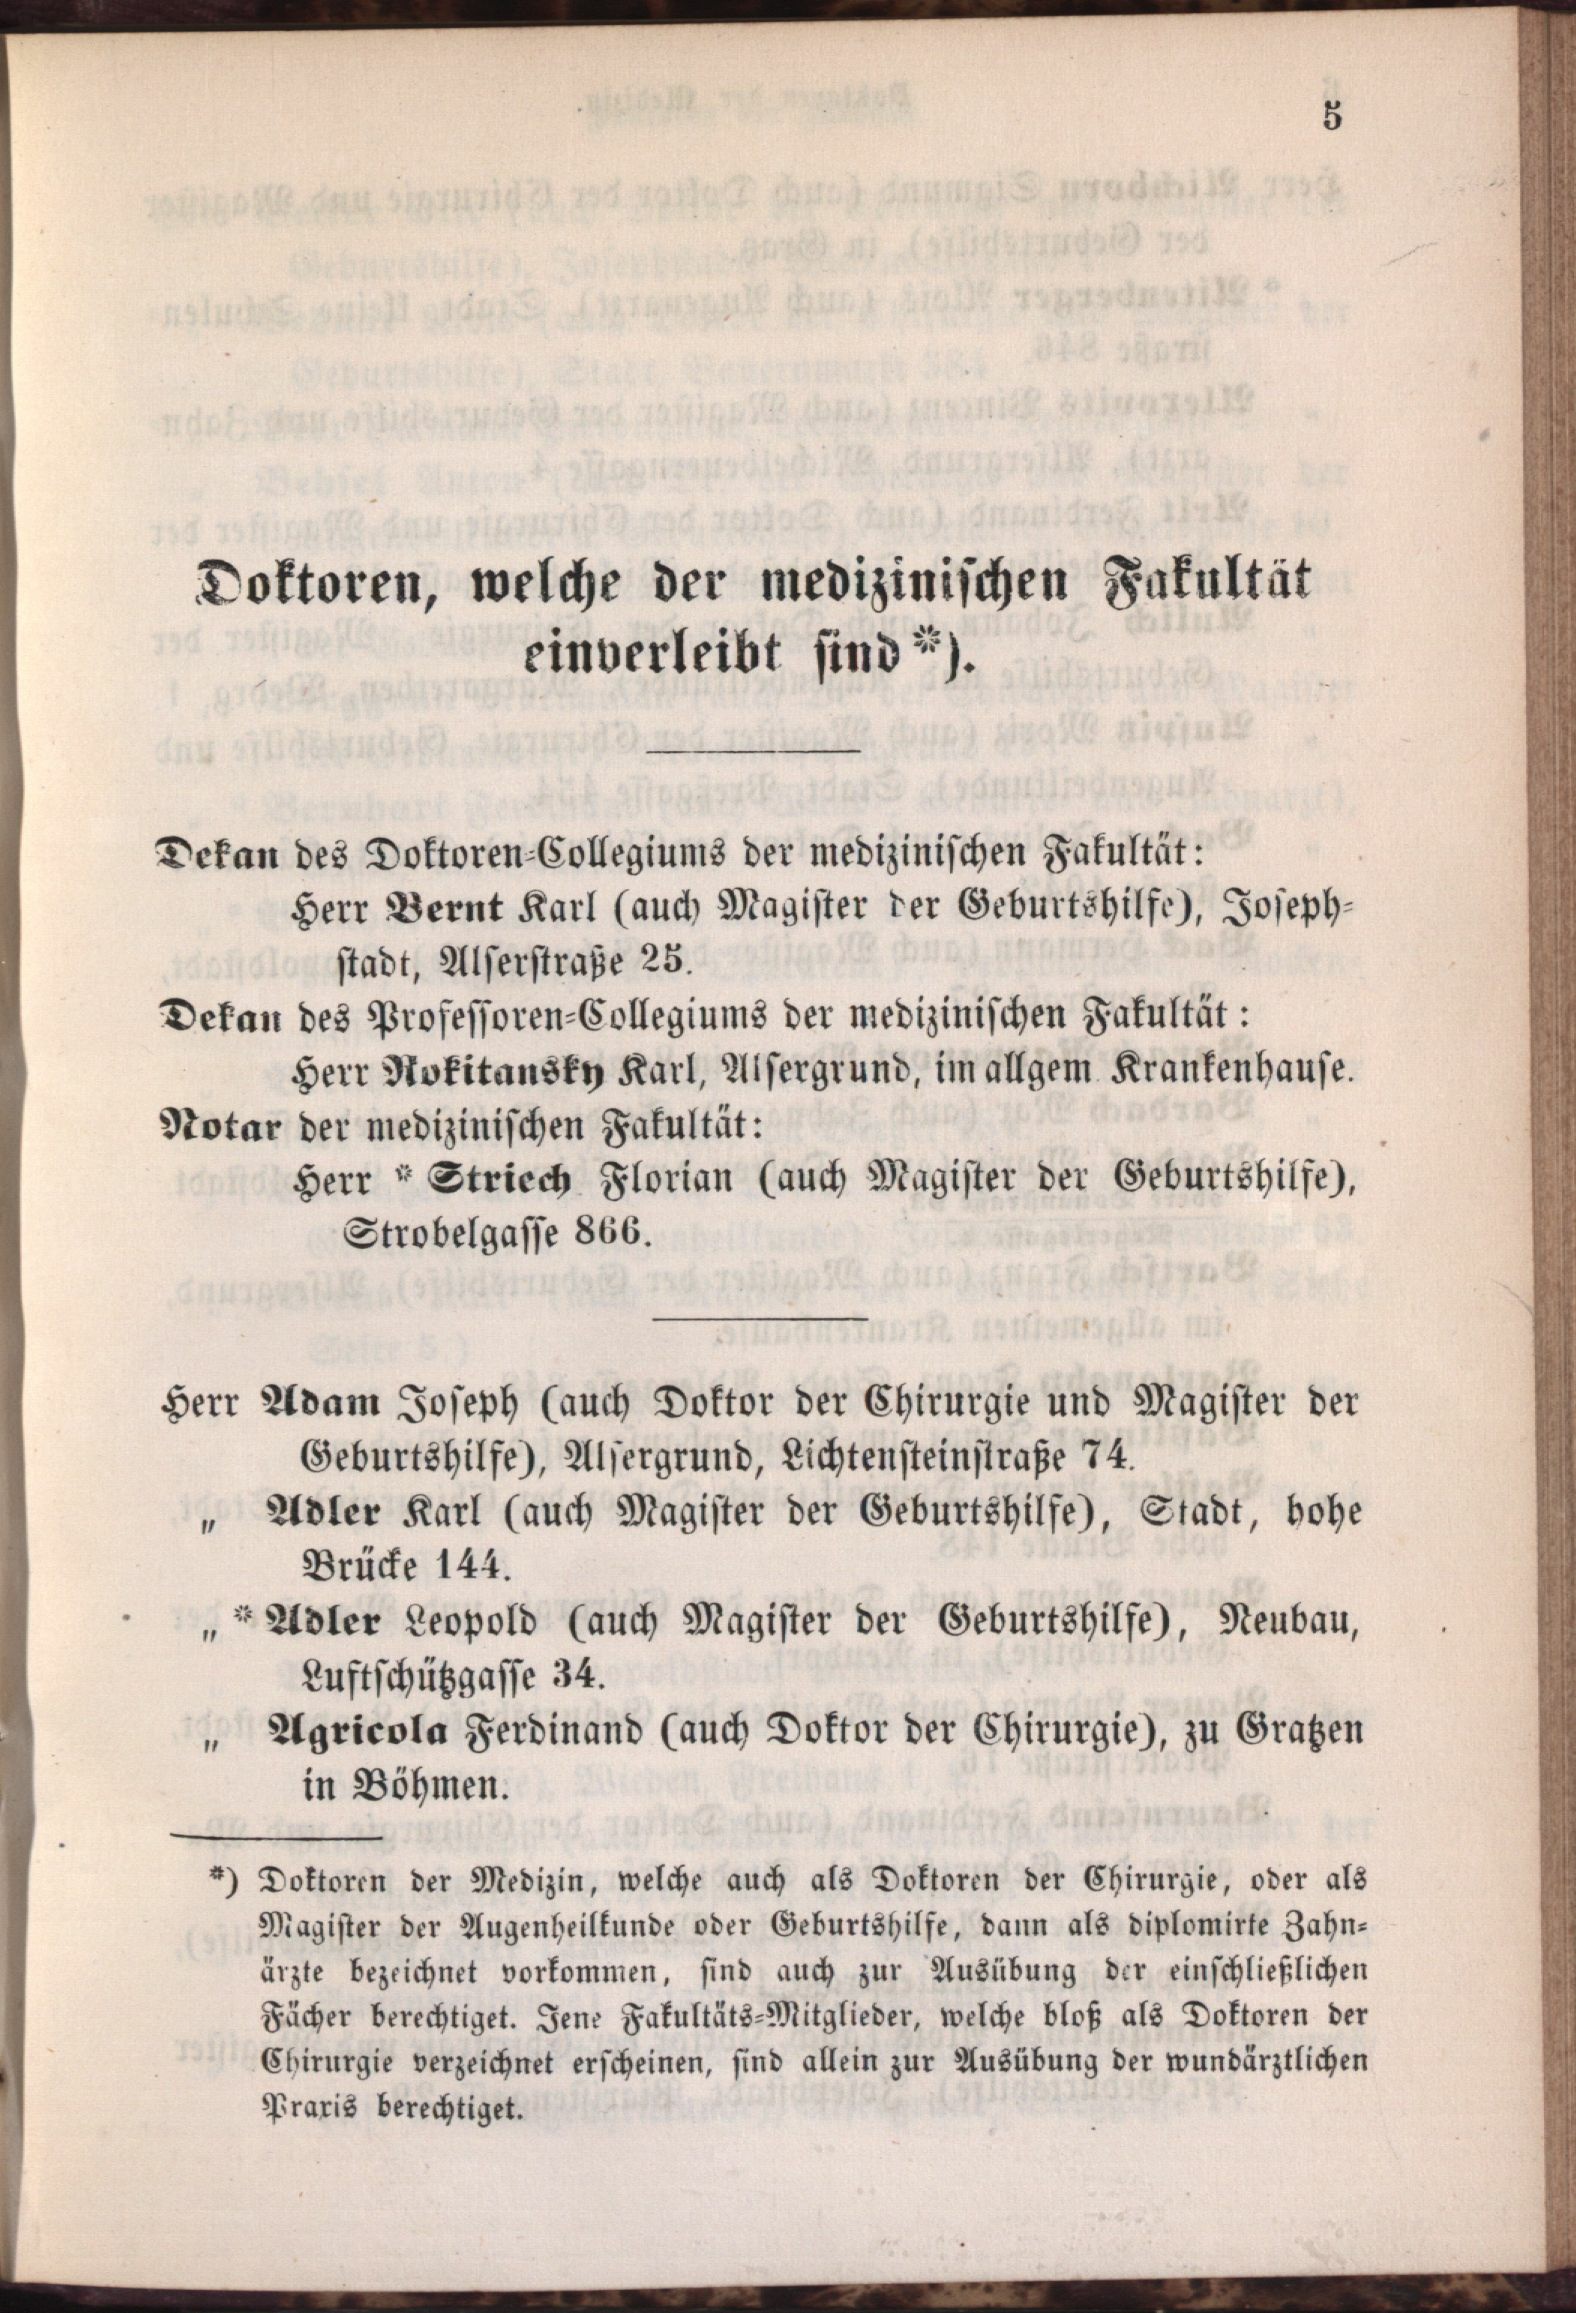 5
Doktoren, welche der medizinischen Fakultät
einverleibt sind*).
Dekan des Doktoren-Collegiums der medizinischen Fakultät:
Herr Bernt Karl (auch Magister der Geburtshilfe), Joseph-
stadt, Alserstraße 25.
Dekan des Professoren-Collegiums der medizinischen Fakultät:
Herr Rokitansky Karl, Alsergrund, im allgem. Krankenhause.
Notar der medizinischen Fakultät:
Herr * Striech Florian (auch Magister der Geburtshilfe),
Strobelgasse 866.
Herr Adam Joseph (auch Doktor der Chirurgie und Magister der
Geburtshilfe), Alsergrund, Lichtensteinstraße 74.
„ Adler Karl (auch Magister der Geburtshilfe), Stadt, hohe
Brücke 144.
„ * Adler Leopold (auch Magister der Geburtshilfe), Neubau,
Luftschützgasse 34.
„ Agricola Ferdinand (auch Doktor der Chirurgie), zu Gratzen
in Böhmen.
*) Doktoren der Medizin, welche auch als Doktoren der Chirurgie, oder als
Magister der Augenheilkunde oder Geburtshilfe, dann als diplomirte Zahn-
ärzte bezeichnet vorkommen, sind auch zur Ausübung der einschließlichen
Fächer berechtiget. Jene Fakultäts-Mitglieder, welche bloß als Doktoren der
Chirurgie verzeichnet erscheinen, sind allein zur Ausübung der wundärztlichen
Praxis berechtiget.